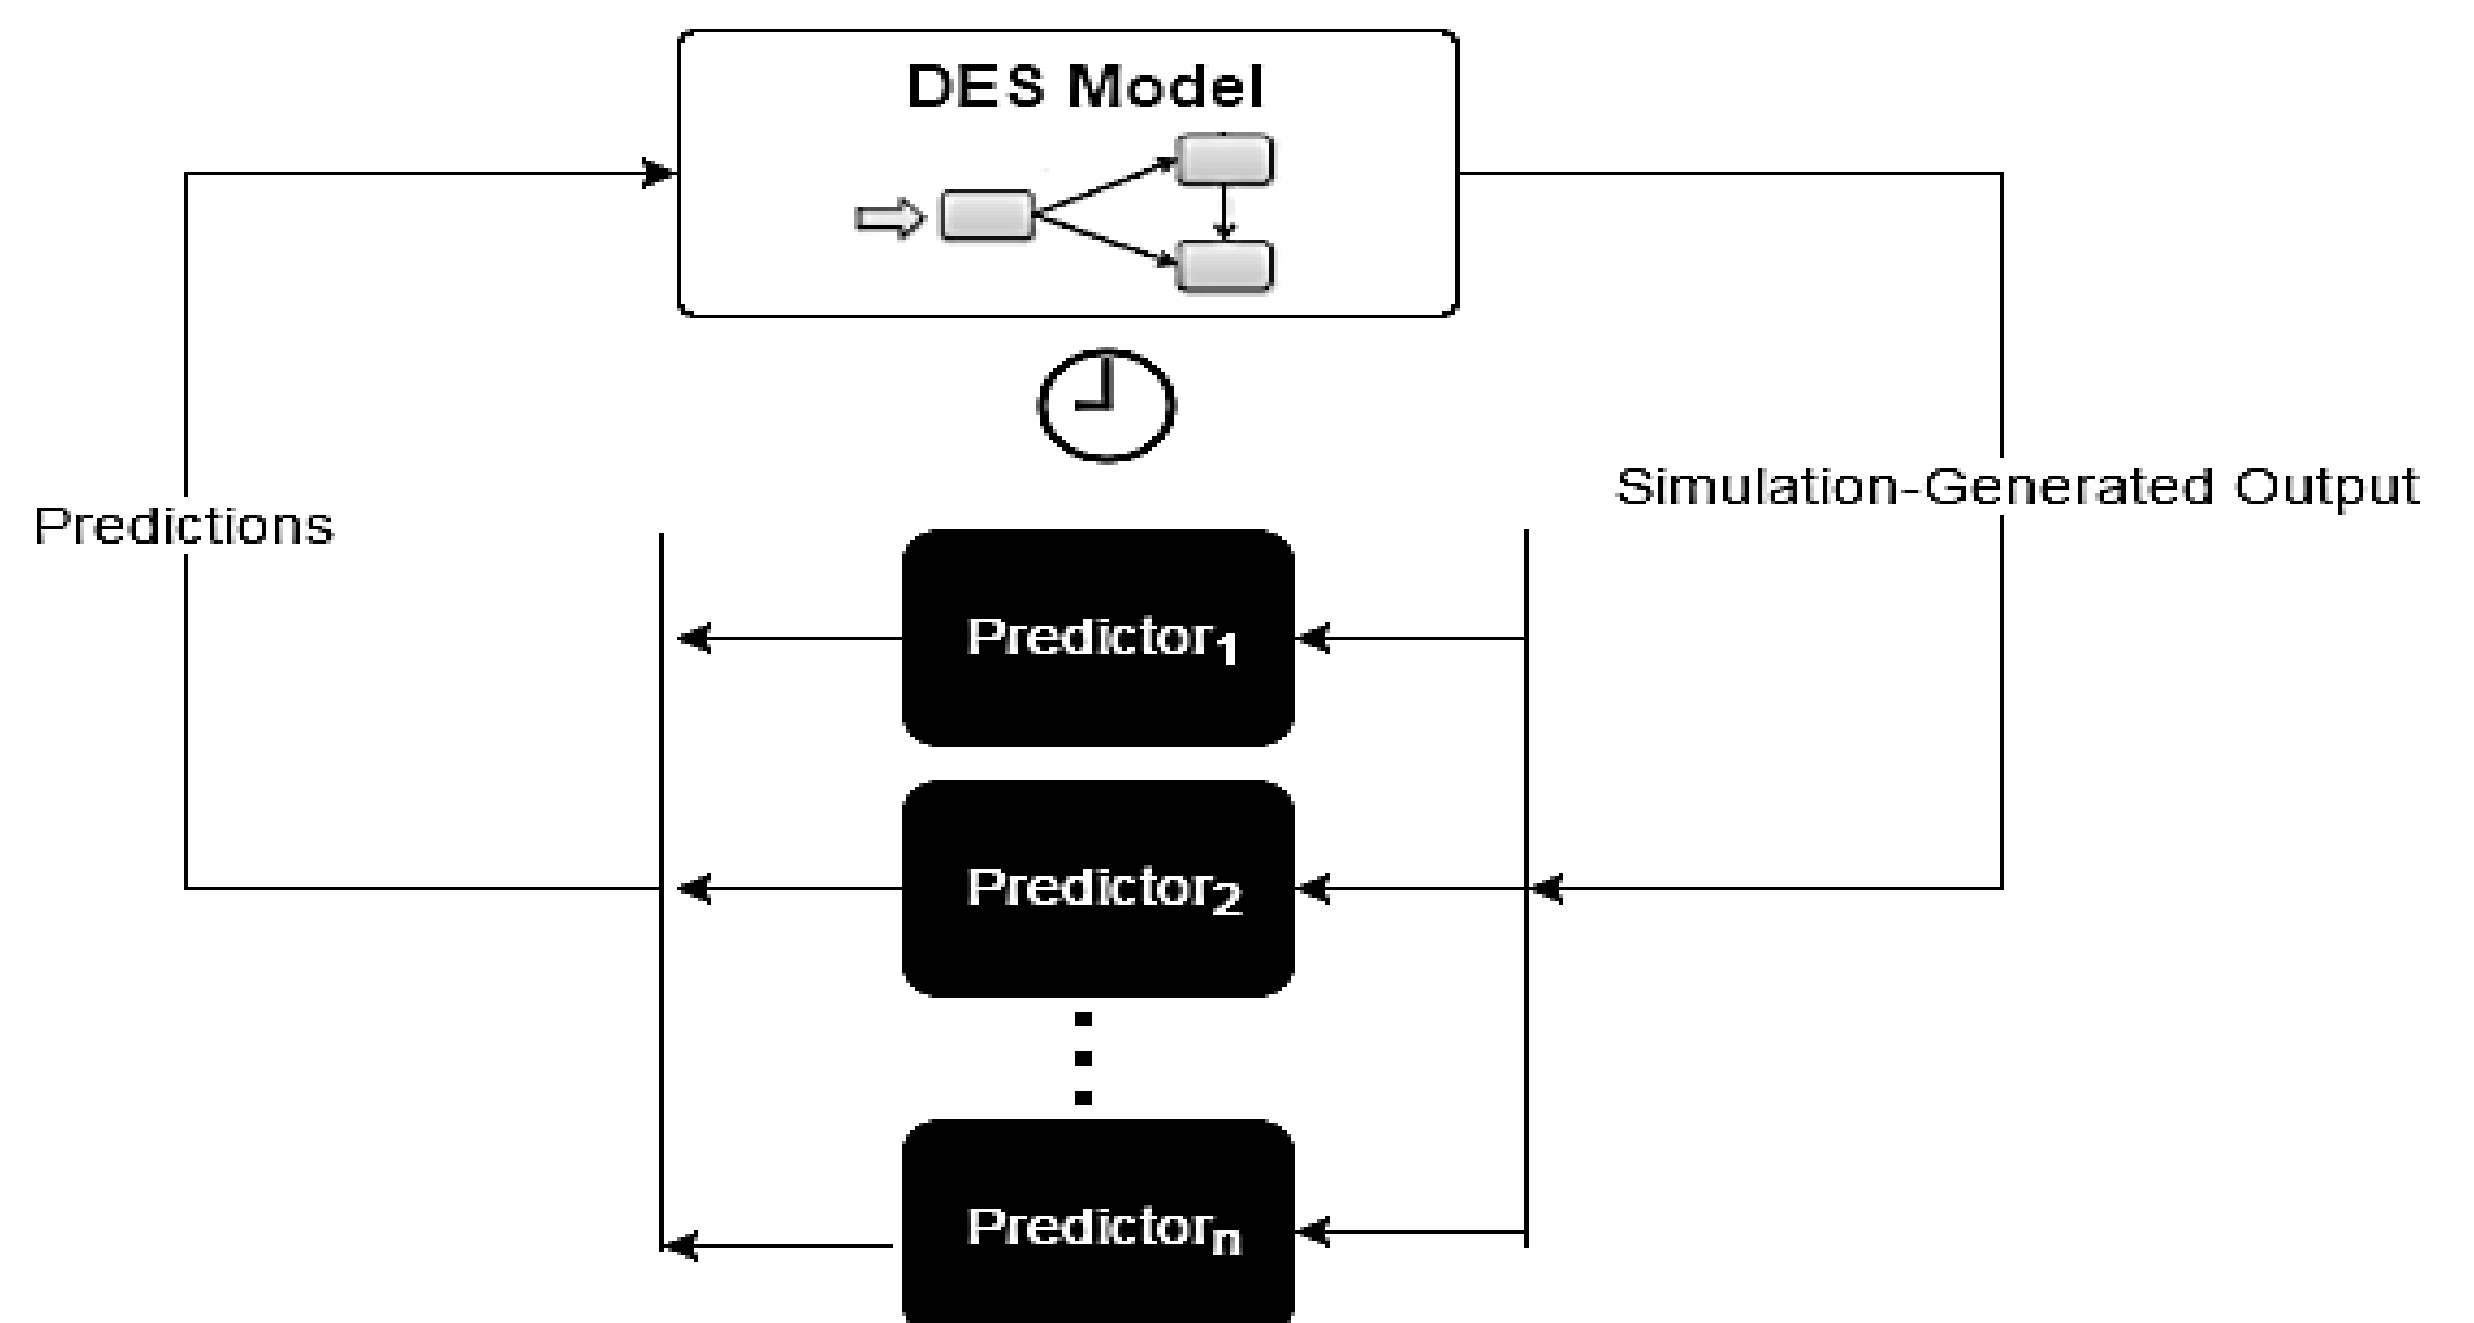 DES Model
Predictions
Simulation-Generated Output
Predictor1
Predictor2
Predictorn